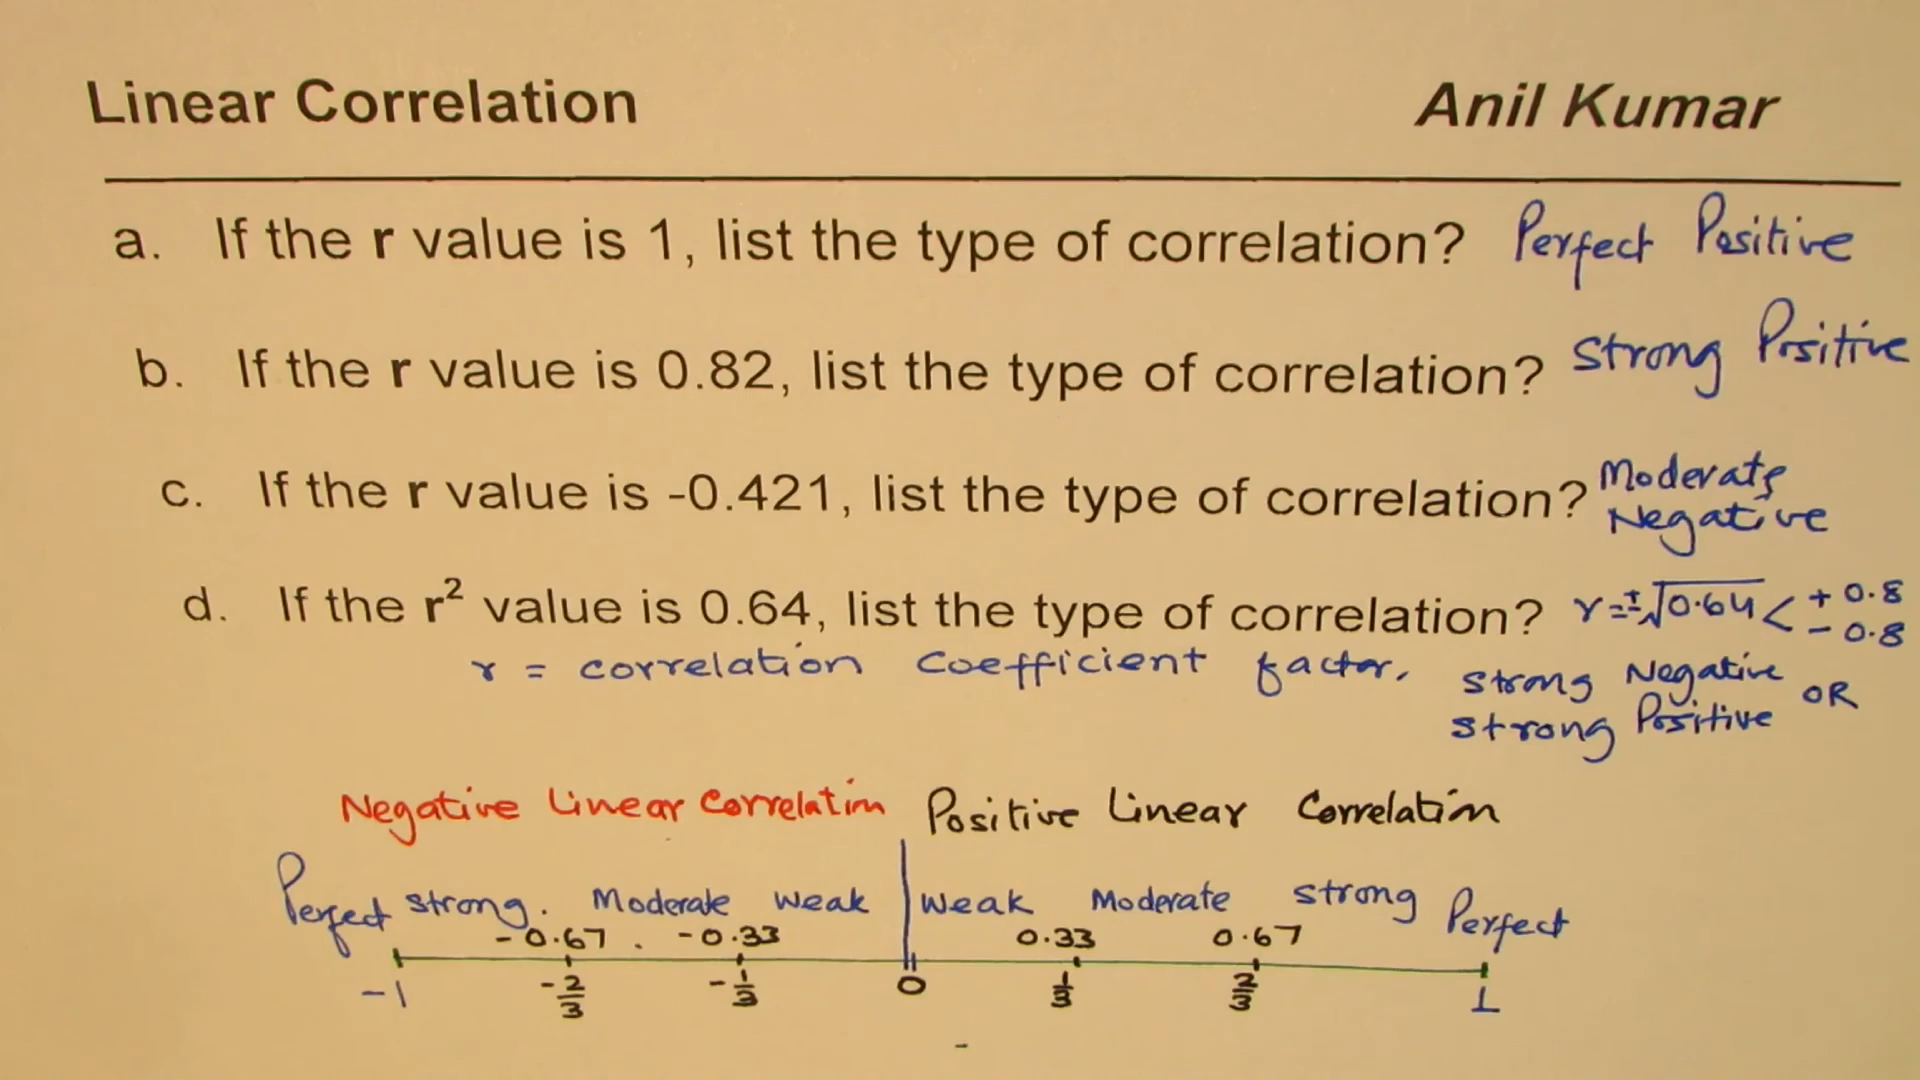 Linear Correlation Anil Kumar
a. If the r value is 1, list the type of correlation? Perfect Positive
b. If the r value is 0.82, list the type of correlation? Strong Positive
c. If the r value is -0.421, list the type of correlation? Moderate
Negative
d. If the r² value is 0.64, list the type of correlation? r = ±√0.64 < + 0.8
- 0.8
r = correlation coefficient factor. strong Negative OR
strong Positive
Negative Linear Correlation Positive Linear Correlation
Perfect strong. Moderate weak weak Moderate strong Perfect
- 0.67 . - 0.33 0.33 0.67
-1 -2/3 -1/3 0 1/3 2/3 1